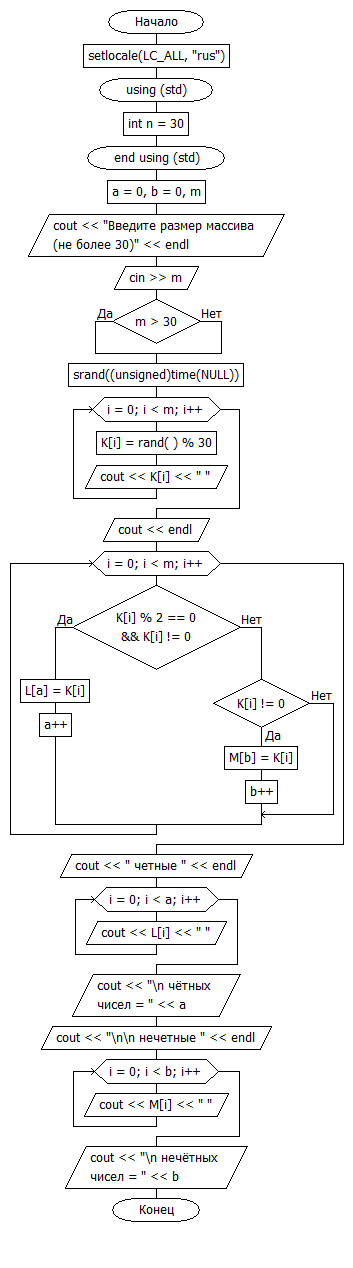 Начало
setlocale(LC_ALL, "rus")
using (std)
int n = 30
end using (std)
a = 0, b = 0, m
cout << "Введите размер массива
(не более 30)" << endl
cin >> m
Да
m > 30
Нет
srand((unsigned)time(NULL))
i = 0; i < m; i++
K[i] = rand( ) % 30
cout << K[i] << " "
cout << endl
i = 0; i < m; i++
Да
K[i] % 2 == 0
&& K[i] != 0
Нет
L[a] = K[i]
a++
K[i] != 0
Нет
Да
M[b] = K[i]
b++
cout << " четные " << endl
i = 0; i < a; i++
cout << L[i] << " "
cout << "\n чётных
чисел = " << a
cout << "\n\n нечетные " << endl
i = 0; i < b; i++
cout << M[i] << " "
cout << "\n нечётных
чисел = " << b
Конец